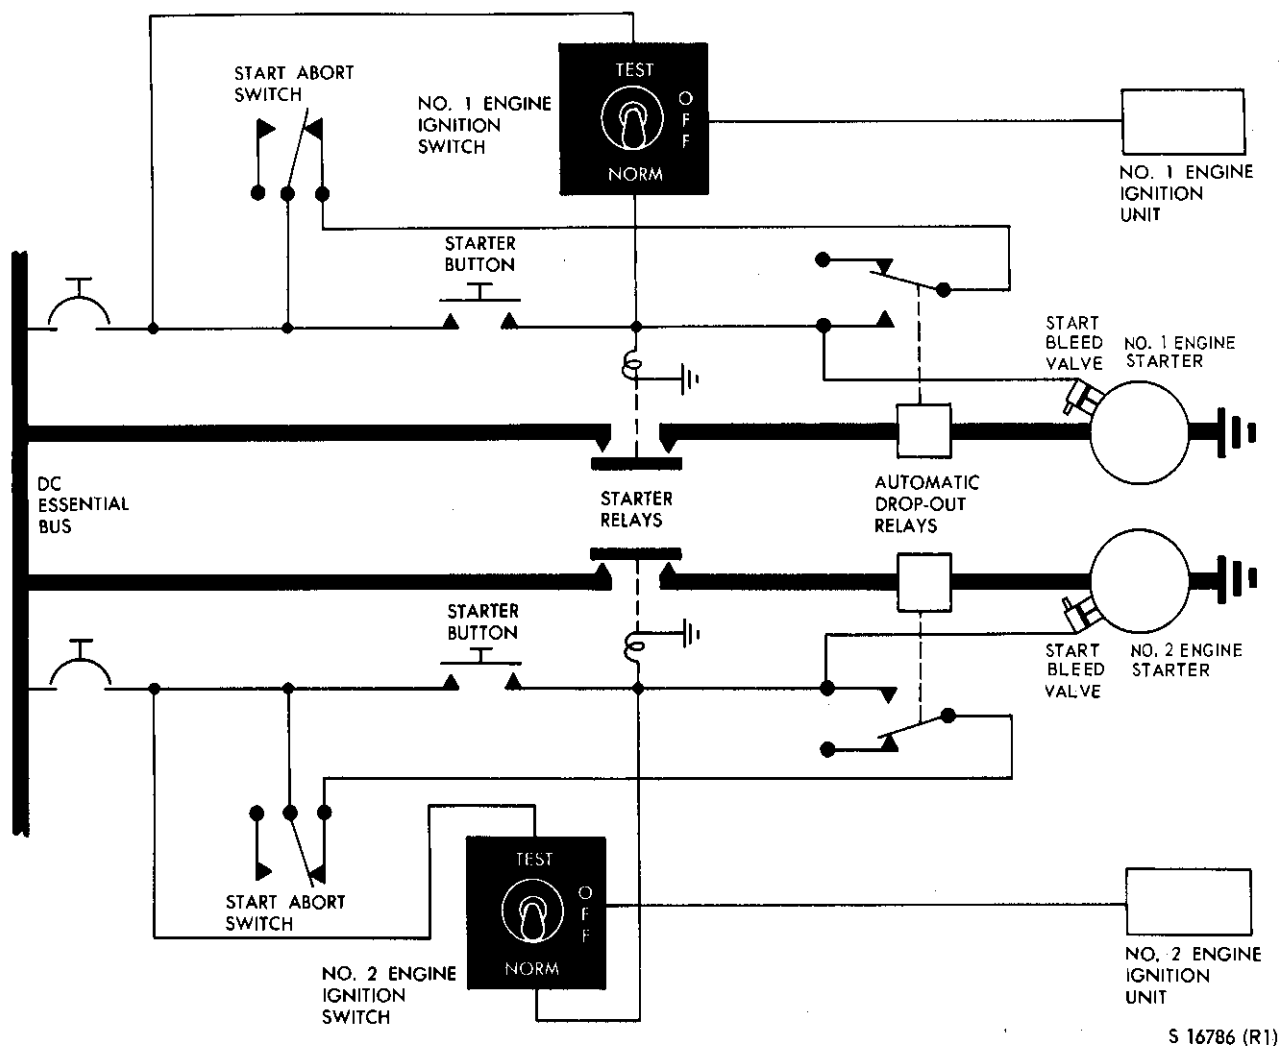 START ABORT
SWITCH
NO. 1 ENGINE
IGNITION
SWITCH
TEST
OFF
NORM
NO. 1 ENGINE
IGNITION
UNIT
STARTER
BUTTON
START
BLEED
VALVE
NO. 1 ENGINE
STARTER
DC
ESSENTIAL
BUS
STARTER
RELAYS
AUTOMATIC
DROP-OUT
RELAYS
STARTER
BUTTON
START
BLEED
VALVE
NO. 2 ENGINE
STARTER
START ABORT
SWITCH
TEST
OFF
NORM
NO. 2 ENGINE
IGNITION
SWITCH
NO. 2 ENGINE
IGNITION
UNIT
S 16786 (R1)